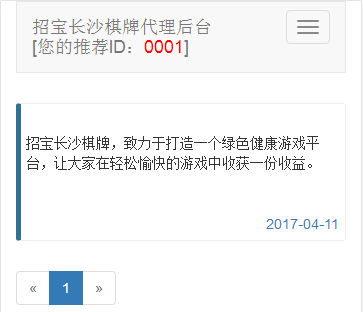 招宝长沙棋牌代理后台
[您的推荐ID：0001]
招宝长沙棋牌，致力于打造一个绿色健康游戏平
台，让大家在轻松愉快的游戏中收获一份收益。
2017-04-11
« 1 »